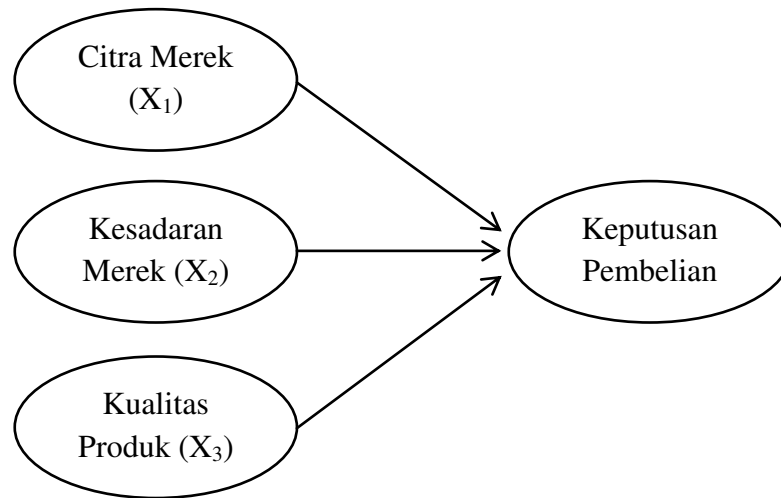 Citra Merek
(X₁)
Kesadaran
Merek (X₂)
Keputusan
Pembelian
Kualitas
Produk (X₃)